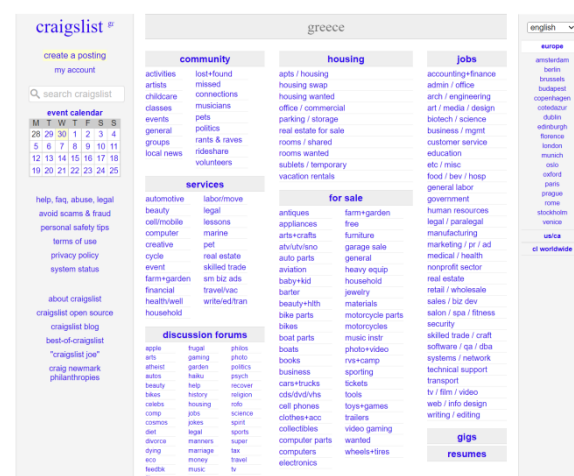 craigslist gr
create a posting
my account
search craigslist
event calendar
M T W T F S S
28 29 30 1 2 3 4
5 6 7 8 9 10 11
12 13 14 15 16 17 18
19 20 21 22 23 24 25
help, faq, abuse, legal
avoid scams & fraud
personal safety tips
terms of use
privacy policy
system status
about craigslist
craigslist open source
craigslist blog
best-of-craigslist
"craigslist joe"
craig newmark
philanthropies
greece
community
activities
artists
childcare
classes
events
general
groups
local news
lost+found
missed
connections
musicians
pets
politics
rants & raves
rideshare
volunteers
services
automotive
beauty
cell/mobile
computer
creative
cycle
event
farm+garden
financial
health/well
household
labor/move
legal
lessons
marine
pet
real estate
skilled trade
sm biz ads
travel/vac
write/ed/tran
discussion forums
apple
arts
atheist
autos
beauty
bikes
celebs
comp
cosmos
diet
divorce
dying
eco
feedbk
frugal
gaming
garden
haiku
help
history
housing
jobs
jokes
legal
manners
marriage
money
music
philos
photo
politics
psych
recover
religion
rofo
science
spirit
sports
super
tax
travel
tv
housing
apts / housing
housing swap
housing wanted
office / commercial
parking / storage
real estate for sale
rooms / shared
rooms wanted
sublets / temporary
vacation rentals
for sale
antiques
appliances
arts+crafts
atv/utv/sno
auto parts
aviation
baby+kid
barter
beauty+hlth
bike parts
bikes
boat parts
boats
books
business
cars+trucks
cds/dvd/vhs
cell phones
clothes+acc
collectibles
computer parts
computers
electronics
farm+garden
free
furniture
garage sale
general
heavy equip
household
jewelry
materials
motorcycle parts
motorcycles
music instr
photo+video
rvs+camp
sporting
tickets
tools
toys+games
trailers
video gaming
wanted
wheels+tires
jobs
accounting+finance
admin / office
arch / engineering
art / media / design
biotech / science
business / mgmt
customer service
education
etc / misc
food / bev / hosp
general labor
government
human resources
legal / paralegal
manufacturing
marketing / pr / ad
medical / health
nonprofit sector
real estate
retail / wholesale
sales / biz dev
salon / spa / fitness
security
skilled trade / craft
software / qa / dba
systems / network
technical support
transport
tv / film / video
web / info design
writing / editing
gigs
resumes
english
europe
amsterdam
berlin
brussels
budapest
copenhagen
cotedazur
dublin
edinburgh
florence
london
munich
oslo
oxford
paris
prague
rome
stockholm
venice
us/ca
cl worldwide